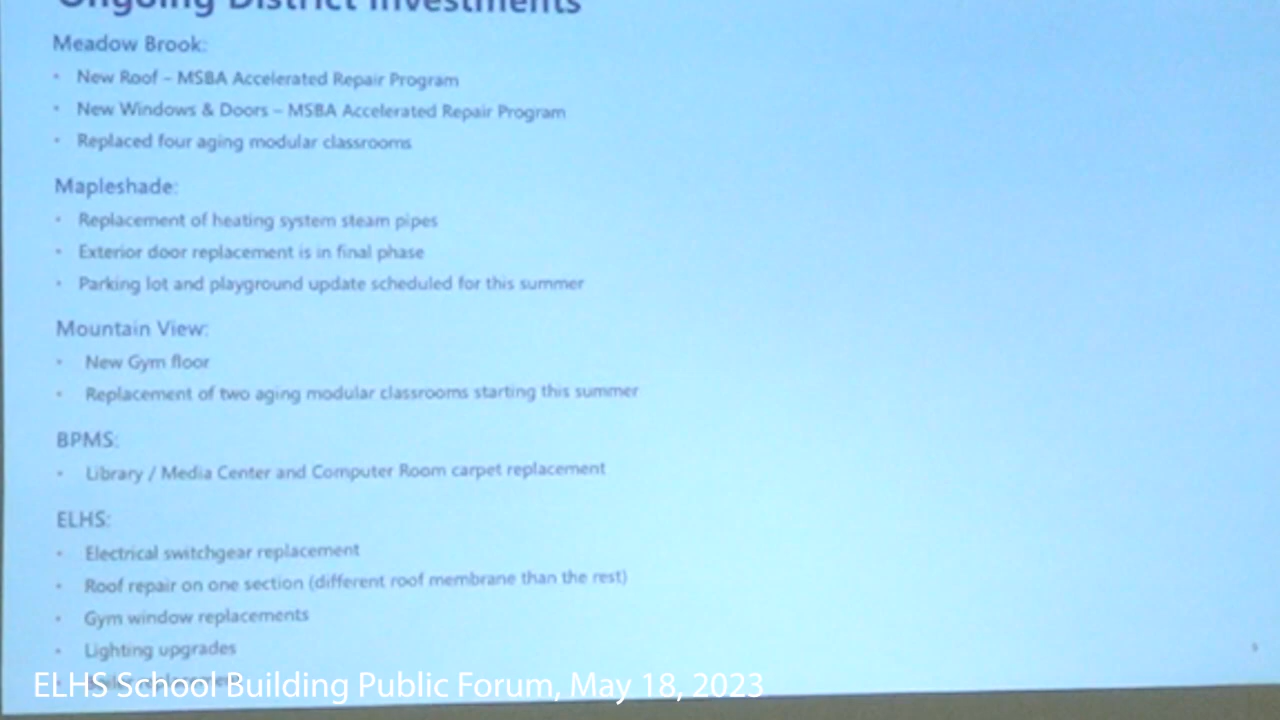 Ongoing District Investments
Meadow Brook:
• New Roof – MSBA Accelerated Repair Program
• New Windows & Doors – MSBA Accelerated Repair Program
• Replaced four aging modular classrooms
Mapleshade:
• Replacement of heating system steam pipes
• Exterior door replacement is in final phase
• Parking lot and playground update scheduled for this summer
Mountain View:
• New Gym floor
• Replacement of two aging modular classrooms starting this summer
BPMS:
• Library / Media Center and Computer Room carpet replacement
ELHS:
• Electrical switchgear replacement
• Roof repair on one section (different roof membrane than the rest)
• Gym window replacements
• Lighting upgrades
ELHS School Building Public Forum, May 18, 2023